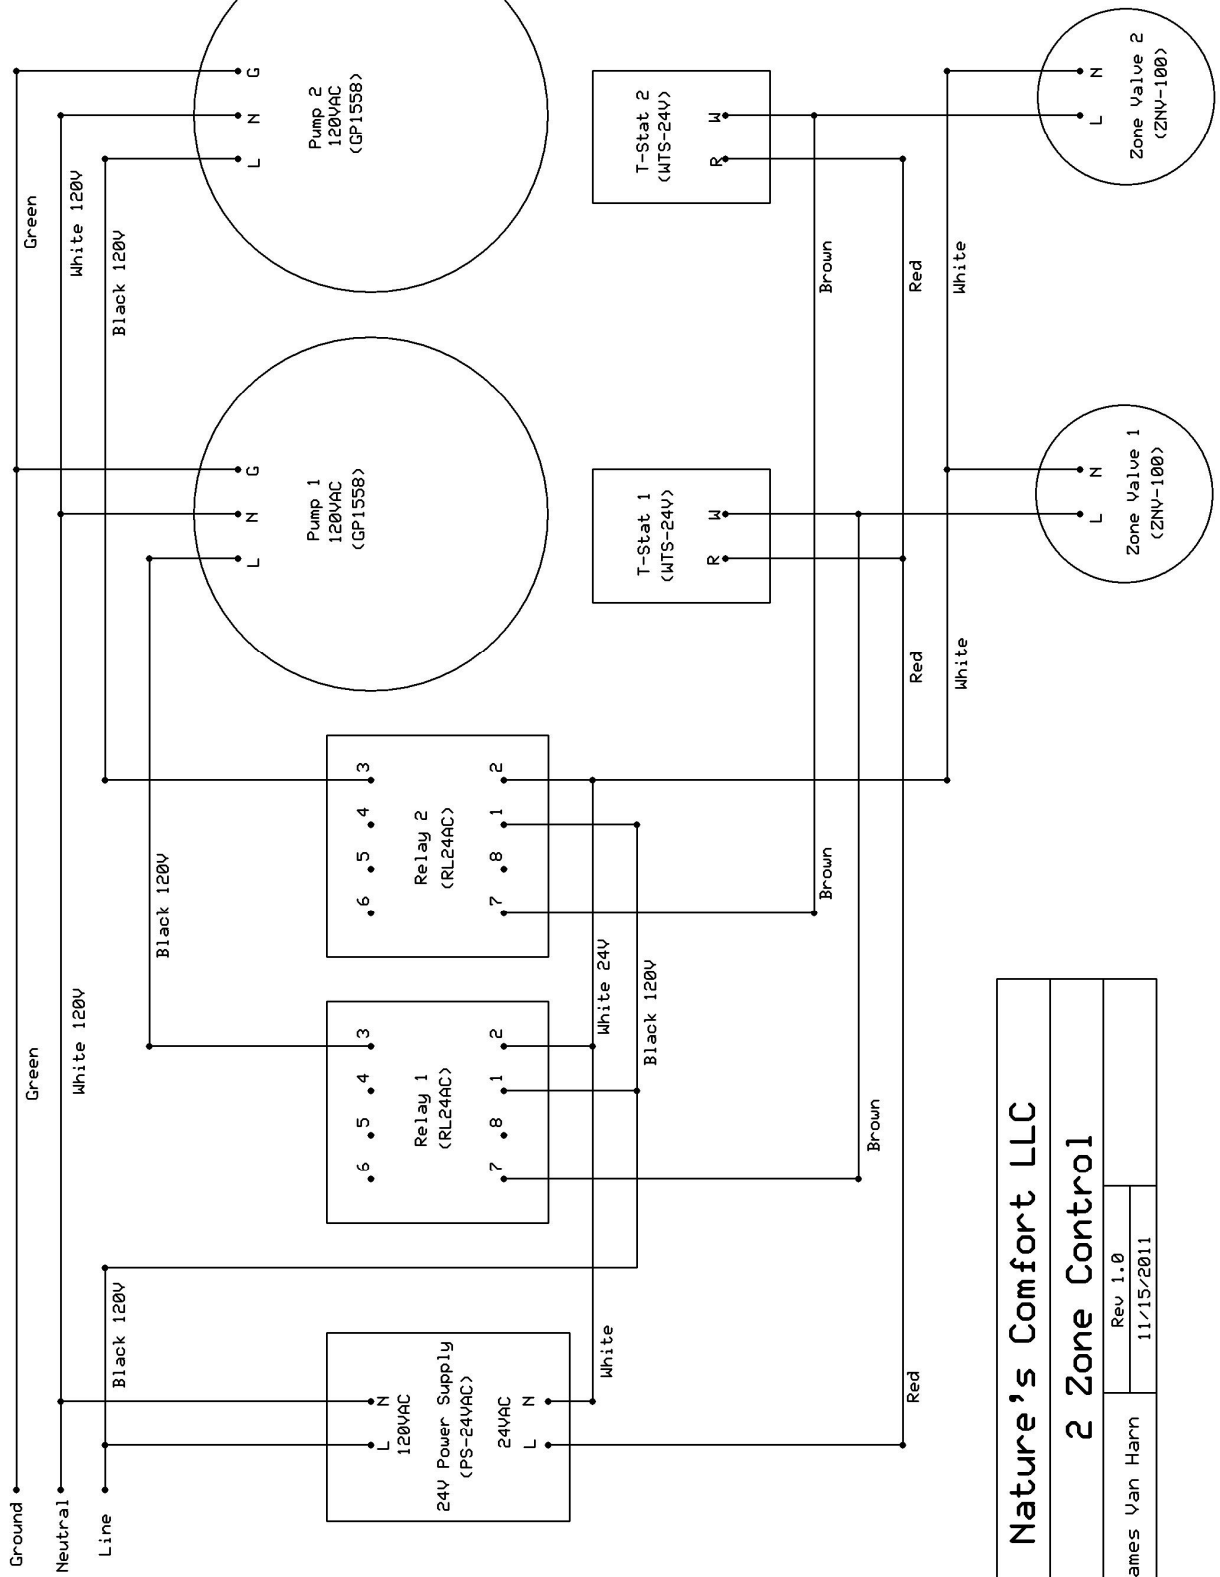 Ground
Neutral
Line
Green
Green
White 120V
White 120V
Black 120V
Black 120V
Black 120V
24V Power Supply
(PS-24VAC)
L N
120VAC
24VAC
L N
Relay 1
(RL24AC)
6 5 4 3
7 8 1 2
Relay 2
(RL24AC)
6 5 4 3
7 8 1 2
L N G
Pump 1
120VAC
(GP1558)
L N G
Pump 2
120VAC
(GP1558)
White
White 24V
Black 120V
T-Stat 1
(WTS-24V)
R W
T-Stat 2
(WTS-24V)
R W
Brown
Brown
Brown
Red
Red
Red
White
White
L N
Zone Valve 1
(ZNV-100)
L N
Zone Valve 2
(ZNV-100)
Nature's Comfort LLC
2 Zone Control
ames Van Harn
Rev 1.0
11/15/2011